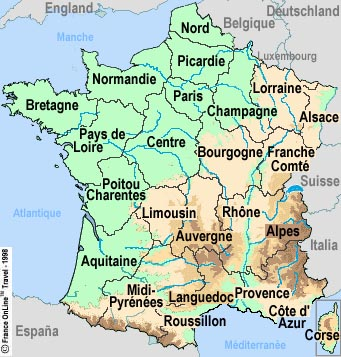 England
Deutschland
Belgique
Nord
Manche
Luxembourg
Picardie
Normandie
Lorraine
Paris
Bretagne
Champagne
Alsace
Pays de
Loire
Centre
Bourgogne
Franche
Comté
Poitou
Charentes
Suisse
Limousin
Rhône
Atlantique
Auvergne
Alpes
Italia
Aquitaine
Midi-
Pyrénées
Languedoc
Provence
Côte d'
Azur
Roussillon
España
Corse
Méditerranée
© France OnLine™ Travel - 1998